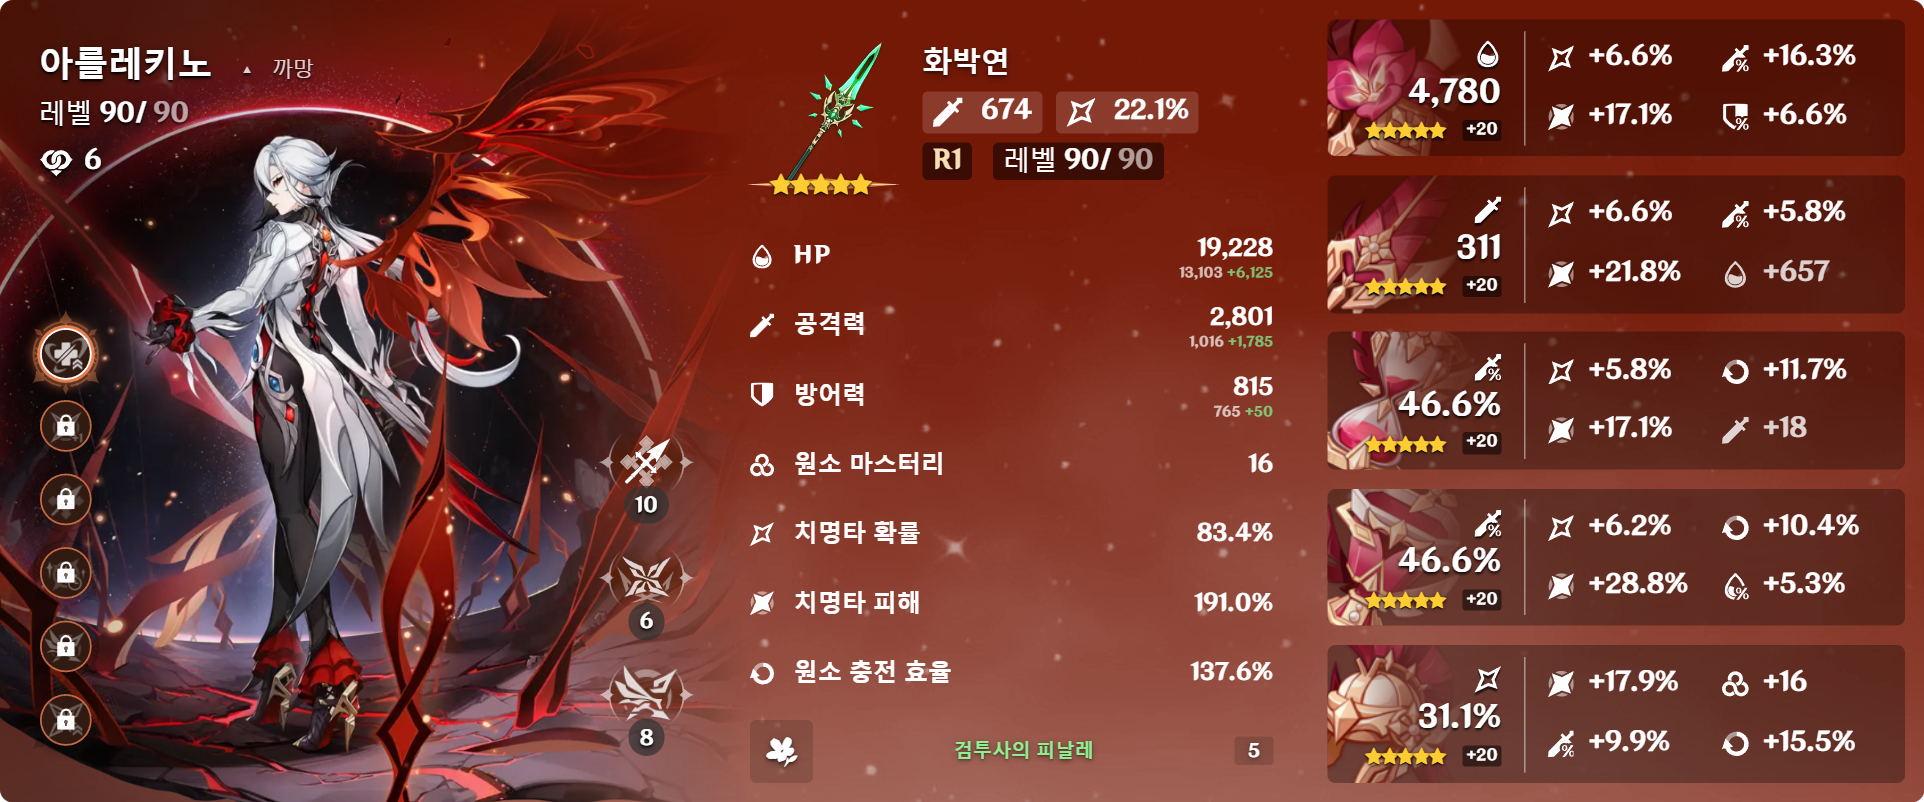 아를레키노 ▲ 까망
레벨 90/ 90
6
10
6
8
화박연
674 22.1%
R1 레벨 90/ 90
HP 19,228
13,103 +6,125
공격력 2,801
1,016 +1,785
방어력 815
765 +50
원소 마스터리 16
치명타 확률 83.4%
치명타 피해 191.0%
원소 충전 효율 137.6%
검투사의 피날레 5
4,780
+20
+6.6% +16.3%
+17.1% % +6.6%
311
+20
+6.6% +5.8%
+21.8% +657
46.6%
+20
+5.8% +11.7%
+17.1% +18
46.6%
+20
+6.2% +10.4%
+28.8% +5.3%
31.1%
+20
+17.9% +16
+9.9% +15.5%